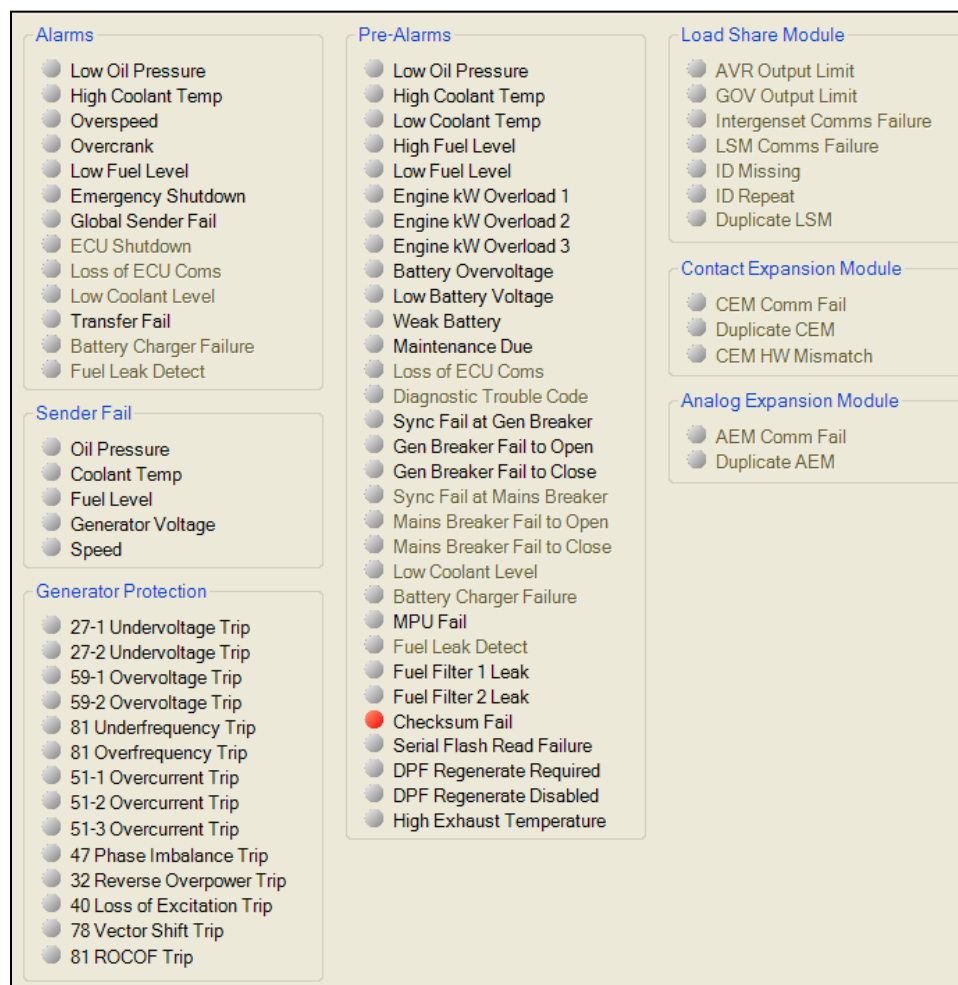 Alarms
Low Oil Pressure
High Coolant Temp
Overspeed
Overcrank
Low Fuel Level
Emergency Shutdown
Global Sender Fail
ECU Shutdown
Loss of ECU Coms
Low Coolant Level
Transfer Fail
Battery Charger Failure
Fuel Leak Detect
Sender Fail
Oil Pressure
Coolant Temp
Fuel Level
Generator Voltage
Speed
Generator Protection
27-1 Undervoltage Trip
27-2 Undervoltage Trip
59-1 Overvoltage Trip
59-2 Overvoltage Trip
81 Underfrequency Trip
81 Overfrequency Trip
51-1 Overcurrent Trip
51-2 Overcurrent Trip
51-3 Overcurrent Trip
47 Phase Imbalance Trip
32 Reverse Overpower Trip
40 Loss of Excitation Trip
78 Vector Shift Trip
81 ROCOF Trip
Pre-Alarms
Low Oil Pressure
High Coolant Temp
Low Coolant Temp
High Fuel Level
Low Fuel Level
Engine kW Overload 1
Engine kW Overload 2
Engine kW Overload 3
Battery Overvoltage
Low Battery Voltage
Weak Battery
Maintenance Due
Loss of ECU Coms
Diagnostic Trouble Code
Sync Fail at Gen Breaker
Gen Breaker Fail to Open
Gen Breaker Fail to Close
Sync Fail at Mains Breaker
Mains Breaker Fail to Open
Mains Breaker Fail to Close
Low Coolant Level
Battery Charger Failure
MPU Fail
Fuel Leak Detect
Fuel Filter 1 Leak
Fuel Filter 2 Leak
Checksum Fail
Serial Flash Read Failure
DPF Regenerate Required
DPF Regenerate Disabled
High Exhaust Temperature
Load Share Module
AVR Output Limit
GOV Output Limit
Intergenset Comms Failure
LSM Comms Failure
ID Missing
ID Repeat
Duplicate LSM
Contact Expansion Module
CEM Comm Fail
Duplicate CEM
CEM HW Mismatch
Analog Expansion Module
AEM Comm Fail
Duplicate AEM